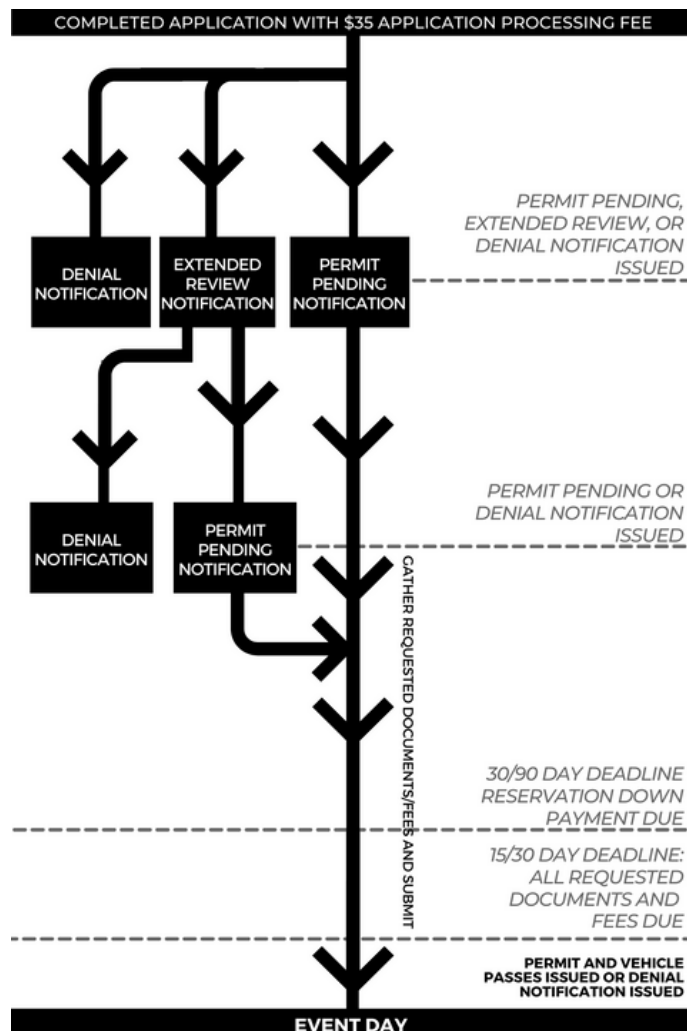 COMPLETED APPLICATION WITH $35 APPLICATION PROCESSING FEE
PERMIT PENDING,
EXTENDED REVIEW, OR
DENIAL NOTIFICATION
ISSUED
DENIAL
NOTIFICATION
EXTENDED
REVIEW
NOTIFICATION
PERMIT
PENDING
NOTIFICATION
PERMIT PENDING OR
DENIAL NOTIFICATION
ISSUED
DENIAL
NOTIFICATION
PERMIT
PENDING
NOTIFICATION
GATHER REQUESTED DOCUMENTS/FEES AND SUBMIT
30/90 DAY DEADLINE
RESERVATION DOWN
PAYMENT DUE
15/30 DAY DEADLINE:
ALL REQUESTED
DOCUMENTS AND
FEES DUE
PERMIT AND VEHICLE
PASSES ISSUED OR DENIAL
NOTIFICATION ISSUED
EVENT DAY